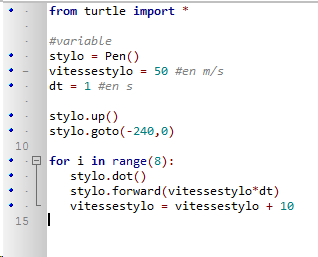 from turtle import *
#variable
stylo = Pen()
vitessestylo = 50 #en m/s
dt = 1 #en s
stylo.up()
stylo.goto(-240,0)
10
for i in range(8):
stylo.dot()
stylo.forward(vitessestylo*dt)
vitessestylo = vitessestylo + 10
15